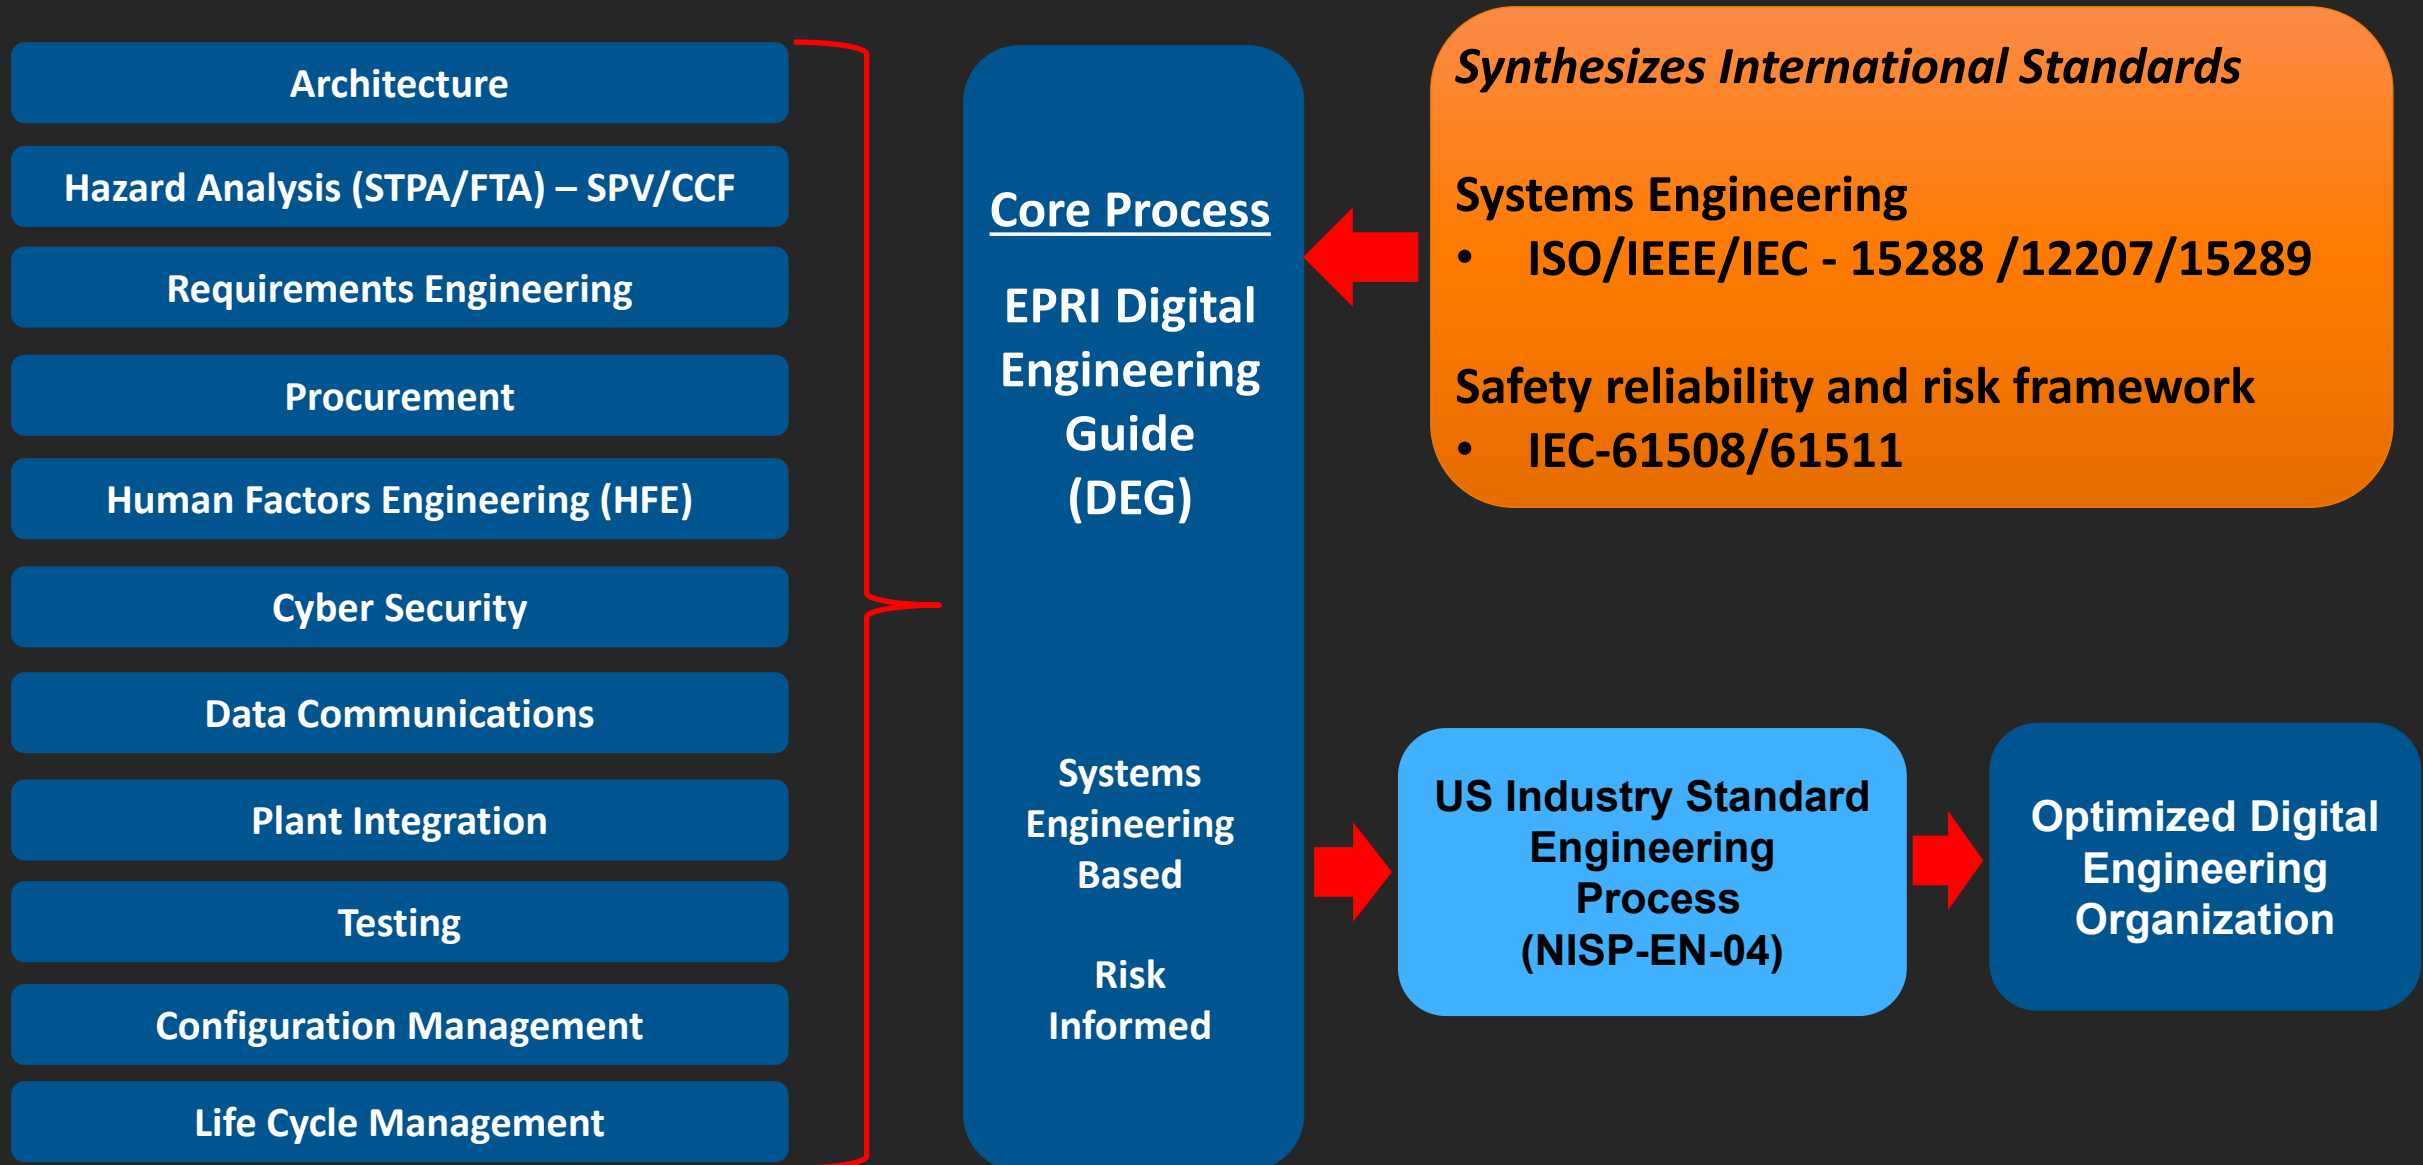 Architecture
Hazard Analysis (STPA/FTA) – SPV/CCF
Requirements Engineering
Procurement
Human Factors Engineering (HFE)
Cyber Security
Data Communications
Plant Integration
Testing
Configuration Management
Life Cycle Management
Core Process
EPRI Digital
Engineering
Guide
(DEG)
Systems
Engineering
Based
Risk
Informed
Synthesizes International Standards
Systems Engineering
• ISO/IEEE/IEC - 15288 /12207/15289
Safety reliability and risk framework
• IEC-61508/61511
US Industry Standard
Engineering
Process
(NISP-EN-04)
Optimized Digital
Engineering
Organization